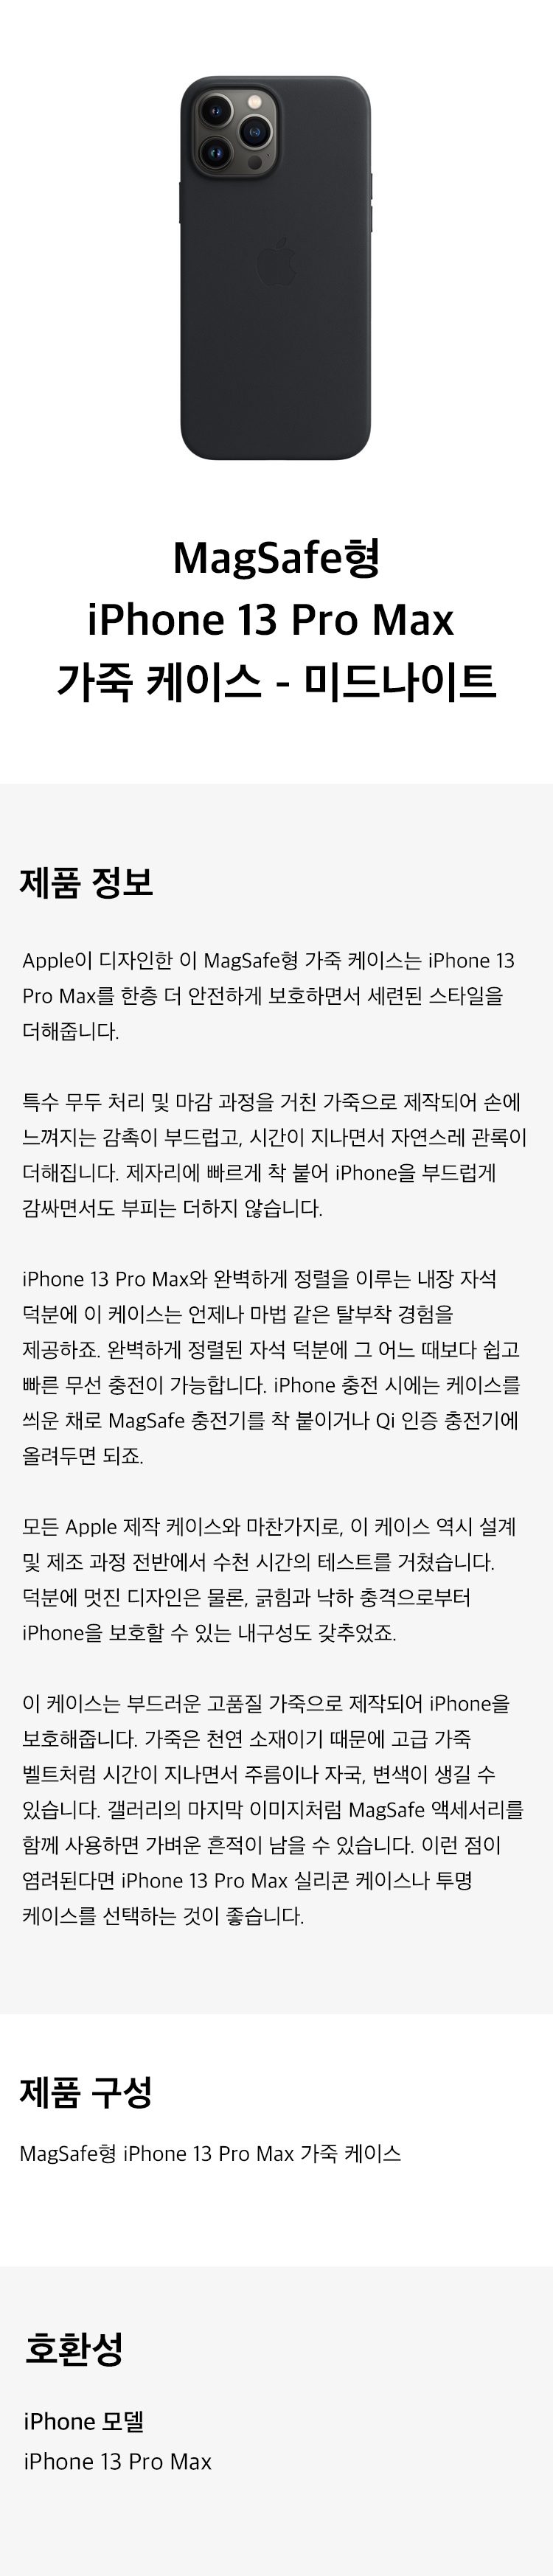 MagSafe형
iPhone 13 Pro Max
가죽 케이스 - 미드나이트
제품 정보
Apple이 디자인한 이 MagSafe형 가죽 케이스는 iPhone 13
Pro Max를 한층 더 안전하게 보호하면서 세련된 스타일을
더해줍니다.
특수 무두 처리 및 마감 과정을 거친 가죽으로 제작되어 손에
느껴지는 감촉이 부드럽고, 시간이 지나면서 자연스레 관록이
더해집니다. 제자리에 빠르게 착 붙어 iPhone을 부드럽게
감싸면서도 부피는 더하지 않습니다.
iPhone 13 Pro Max와 완벽하게 정렬을 이루는 내장 자석
덕분에 이 케이스는 언제나 마법 같은 탈부착 경험을
제공하죠. 완벽하게 정렬된 자석 덕분에 그 어느 때보다 쉽고
빠른 무선 충전이 가능합니다. iPhone 충전 시에는 케이스를
씌운 채로 MagSafe 충전기를 착 붙이거나 Qi 인증 충전기에
올려두면 되죠.
모든 Apple 제작 케이스와 마찬가지로, 이 케이스 역시 설계
및 제조 과정 전반에서 수천 시간의 테스트를 거쳤습니다.
덕분에 멋진 디자인은 물론, 긁힘과 낙하 충격으로부터
iPhone을 보호할 수 있는 내구성도 갖추었죠.
이 케이스는 부드러운 고품질 가죽으로 제작되어 iPhone을
보호해줍니다. 가죽은 천연 소재이기 때문에 고급 가죽
벨트처럼 시간이 지나면서 주름이나 자국, 변색이 생길 수
있습니다. 갤러리의 마지막 이미지처럼 MagSafe 액세서리를
함께 사용하면 가벼운 흔적이 남을 수 있습니다. 이런 점이
염려된다면 iPhone 13 Pro Max 실리콘 케이스나 투명
케이스를 선택하는 것이 좋습니다.
제품 구성
MagSafe형 iPhone 13 Pro Max 가죽 케이스
호환성
iPhone 모델
iPhone 13 Pro Max